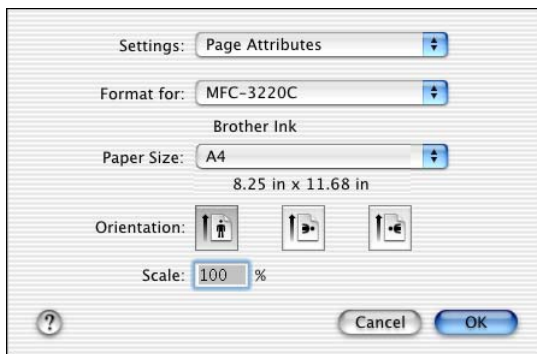 Settings: Page Attributes
Format for: MFC-3220C
Brother Ink
Paper Size: A4
8.25 in x 11.68 in
Orientation:
Scale: 100 %
? Cancel OK